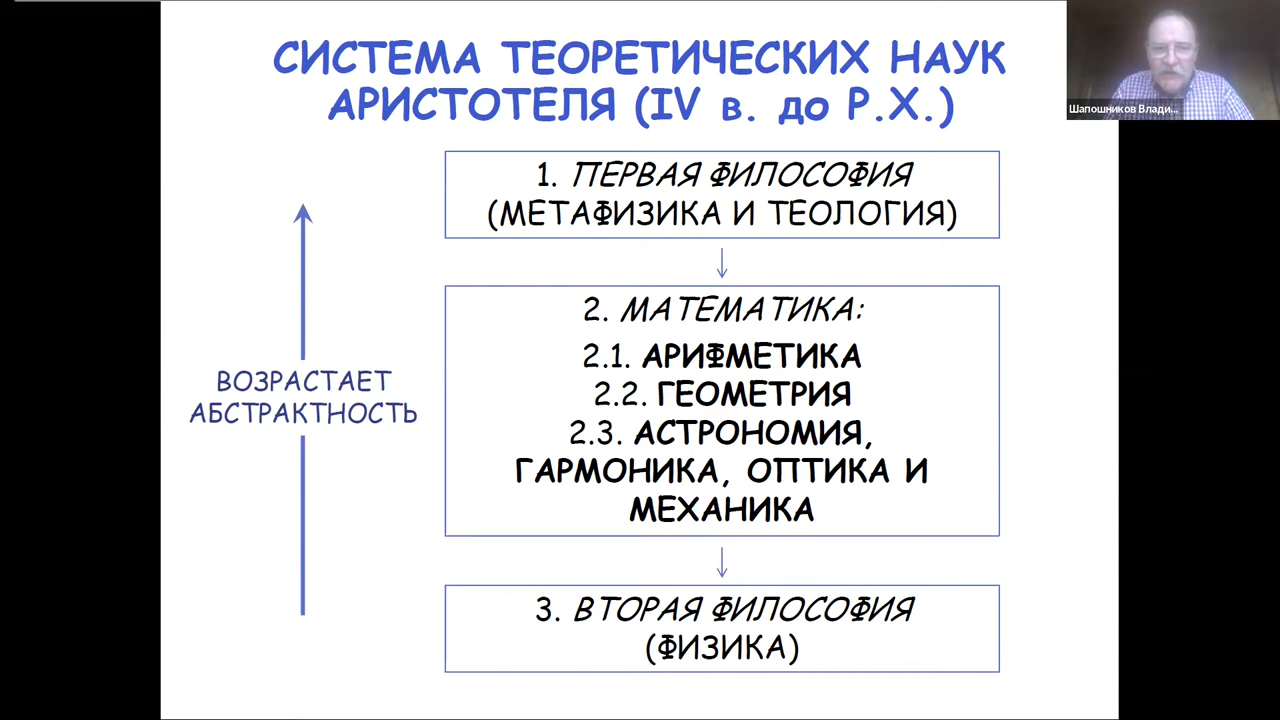 СИСТЕМА ТЕОРЕТИЧЕСКИХ НАУК
АРИСТОТЕЛЯ (IV в. до Р.Х.)
Шапошников Влади...
1. ПЕРВАЯ ФИЛОСОФИЯ
(МЕТАФИЗИКА И ТЕОЛОГИЯ)
ВОЗРАСТАЕТ
АБСТРАКТНОСТЬ
2. МАТЕМАТИКА:
2.1. АРИФМЕТИКА
2.2. ГЕОМЕТРИЯ
2.3. АСТРОНОМИЯ,
ГАРМОНИКА, ОПТИКА И
МЕХАНИКА
3. ВТОРАЯ ФИЛОСОФИЯ
(ФИЗИКА)